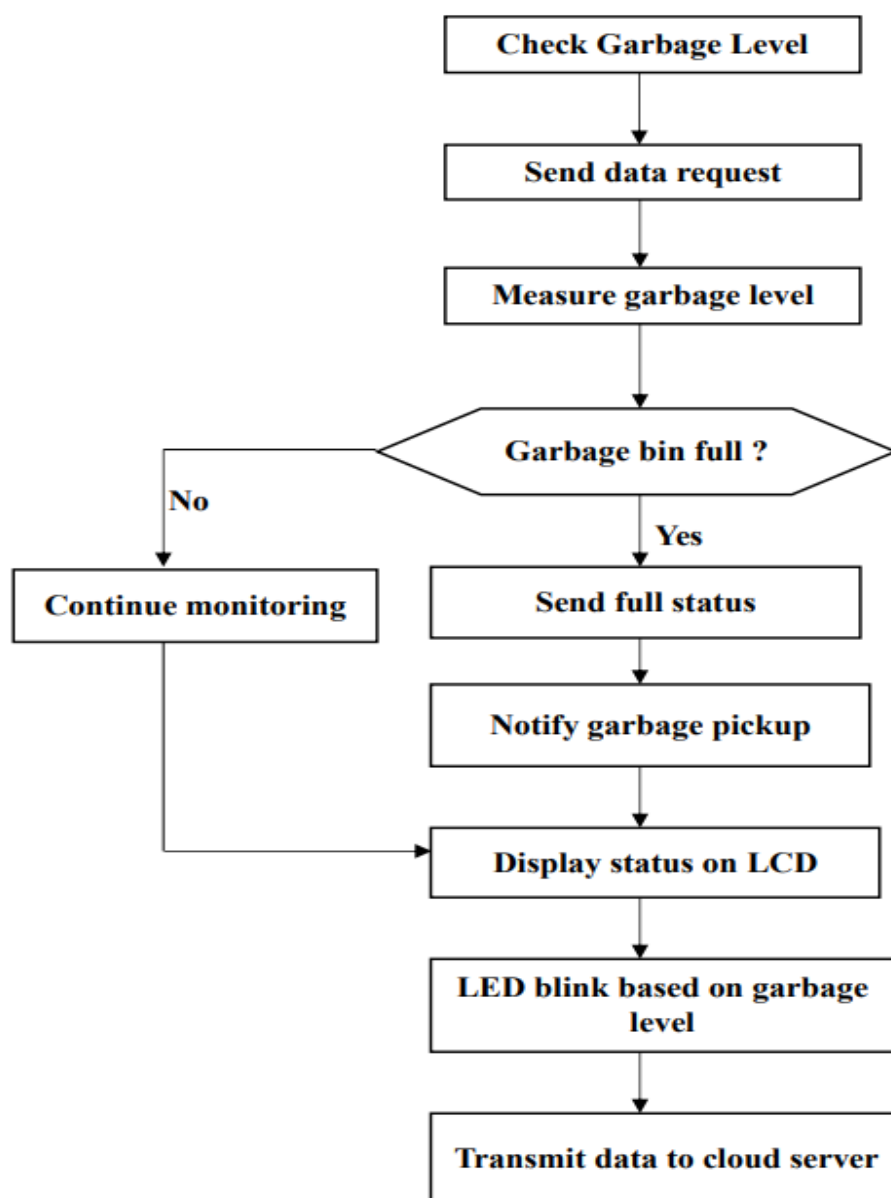 Check Garbage Level
Send data request
Measure garbage level
Garbage bin full ?
No
Yes
Continue monitoring
Send full status
Notify garbage pickup
Display status on LCD
LED blink based on garbage
level
Transmit data to cloud server